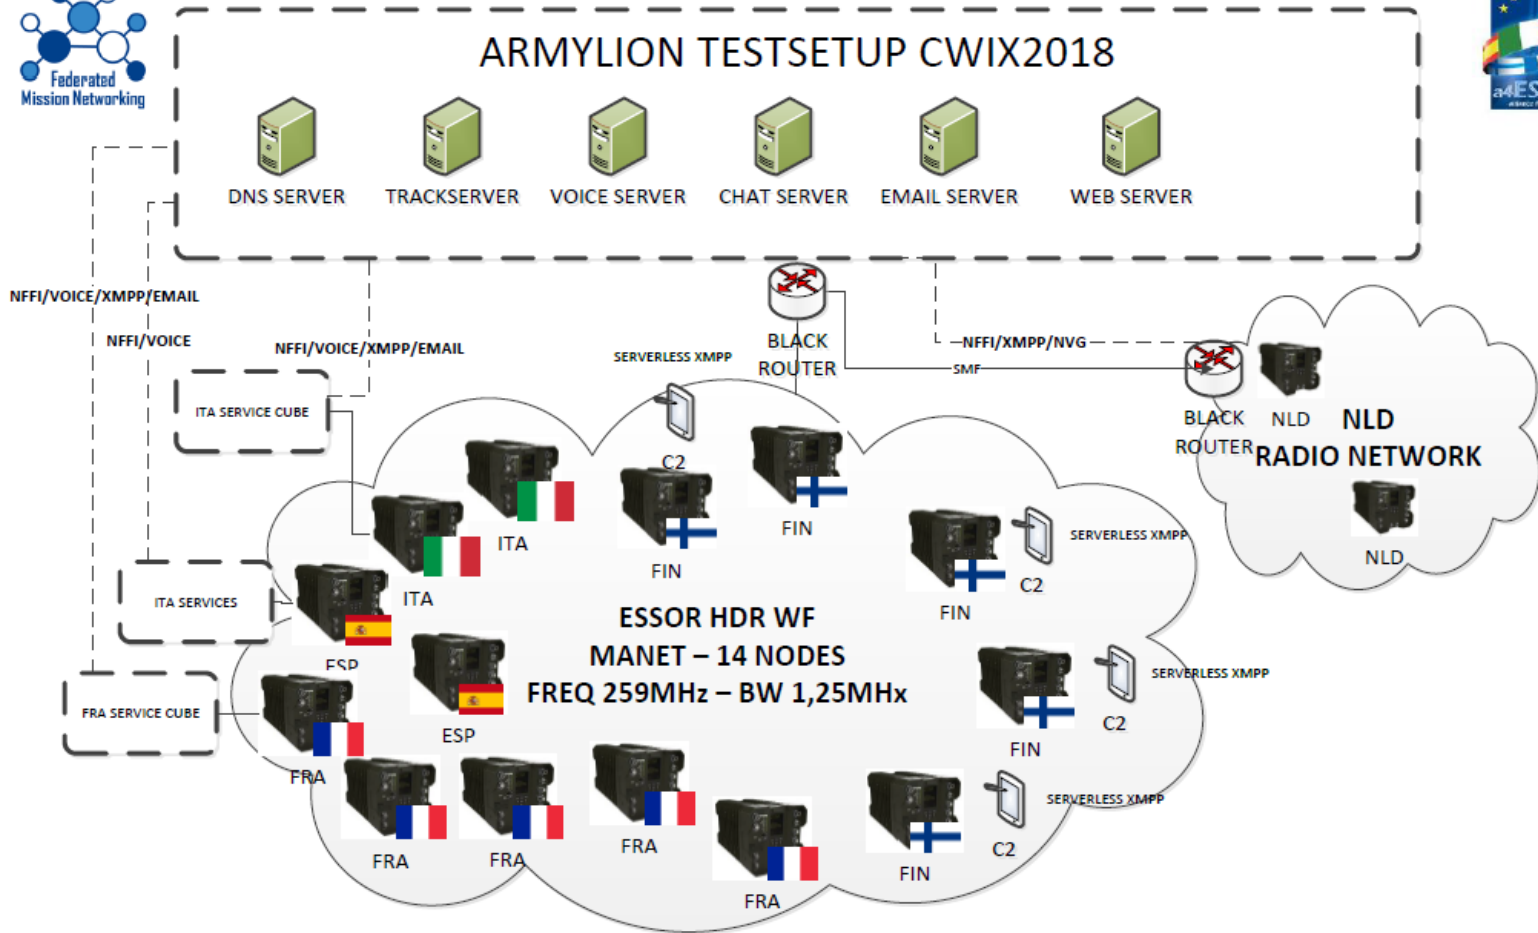 Federated
Mission Networking
ARMYLION TESTSETUP CWIX2018
a4ES
DNS SERVER
TRACKSERVER
VOICE SERVER
CHAT SERVER
EMAIL SERVER
WEB SERVER
NFFI/VOICE/XMPP/EMAIL
NFFI/VOICE
NFFI/VOICE/XMPP/EMAIL
SERVERLESS XMPP
BLACK
ROUTER
NFFI/XMPP/NVG
SMF
BLACK
ROUTER
NLD
NLD
RADIO NETWORK
NLD
ITA SERVICE CUBE
C2
ITA
FIN
FIN
SERVERLESS XMPP
C2
FIN
ITA
ITA SERVICES
ESP
ESSOR HDR WF
MANET – 14 NODES
FREQ 259MHz – BW 1,25MHx
SERVERLESS XMPP
C2
FIN
FRA SERVICE CUBE
ESP
FRA
SERVERLESS XMPP
C2
FIN
FRA
FRA
FRA
FRA